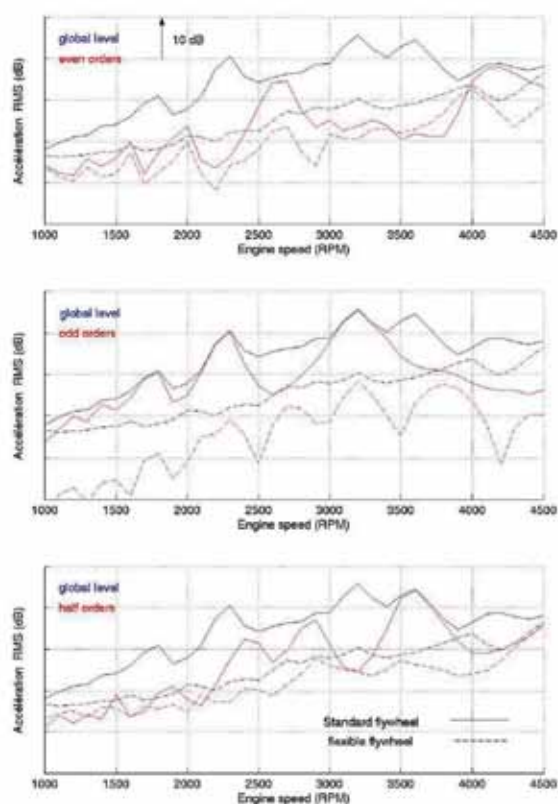 global level
10 dB
even orders
Accélération RMS (dB)
1000 1500 2000 2500 3000 3500 4000 4500
Engine speed (RPM)
global level
odd orders
Accélération RMS (dB)
1000 1500 2000 2500 3000 3500 4000 4500
Engine speed (RPM)
global level
half orders
Accélération RMS (dB)
Standard flywheel
flexible flywheel
1000 1500 2000 2500 3000 3500 4000 4500
Engine speed (RPM)